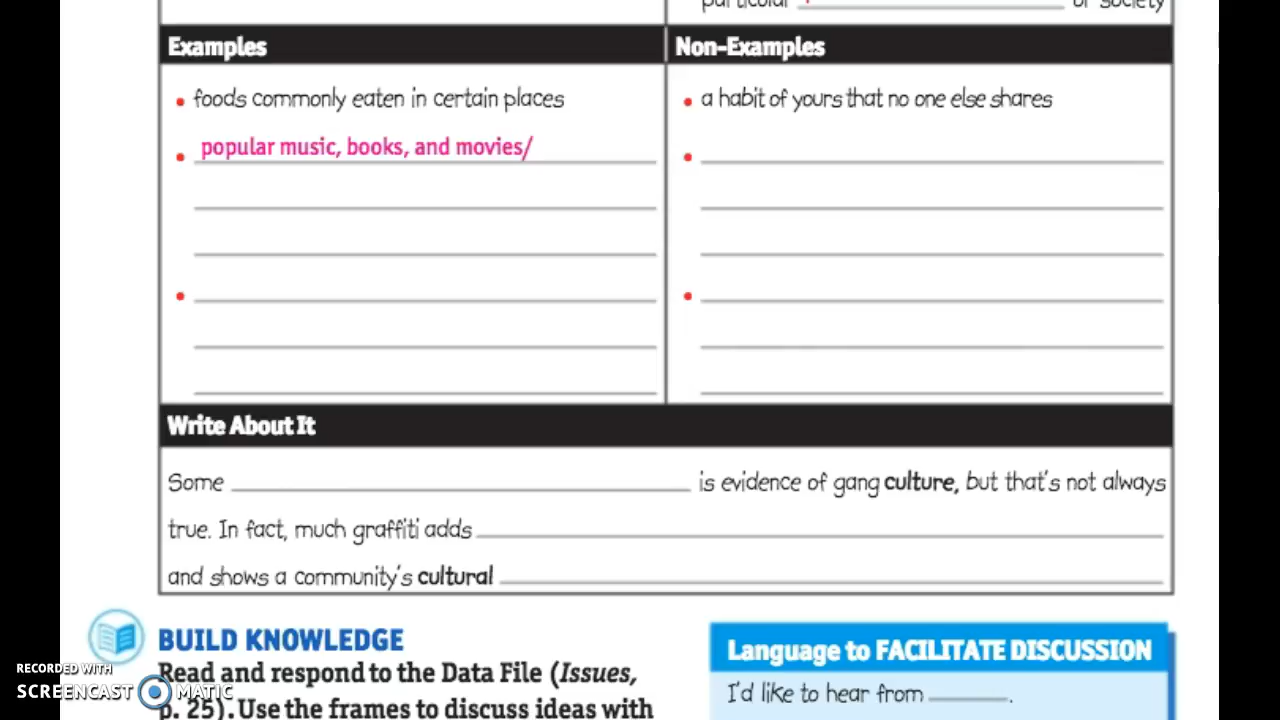 particular or society
Examples
Non-Examples
foods commonly eaten in certain places
a habit of yours that no one else shares
popular music, books, and movies/
Write About It
Some is evidence of gang culture, but that's not always
true. In fact, much graffiti adds
and shows a community's cultural
BUILD KNOWLEDGE
Read and respond to the Data File (Issues,
p. 25). Use the frames to discuss ideas with
Language to FACILITATE DISCUSSION
I'd like to hear from .
RECORDED WITH
SCREENCAST MATIC